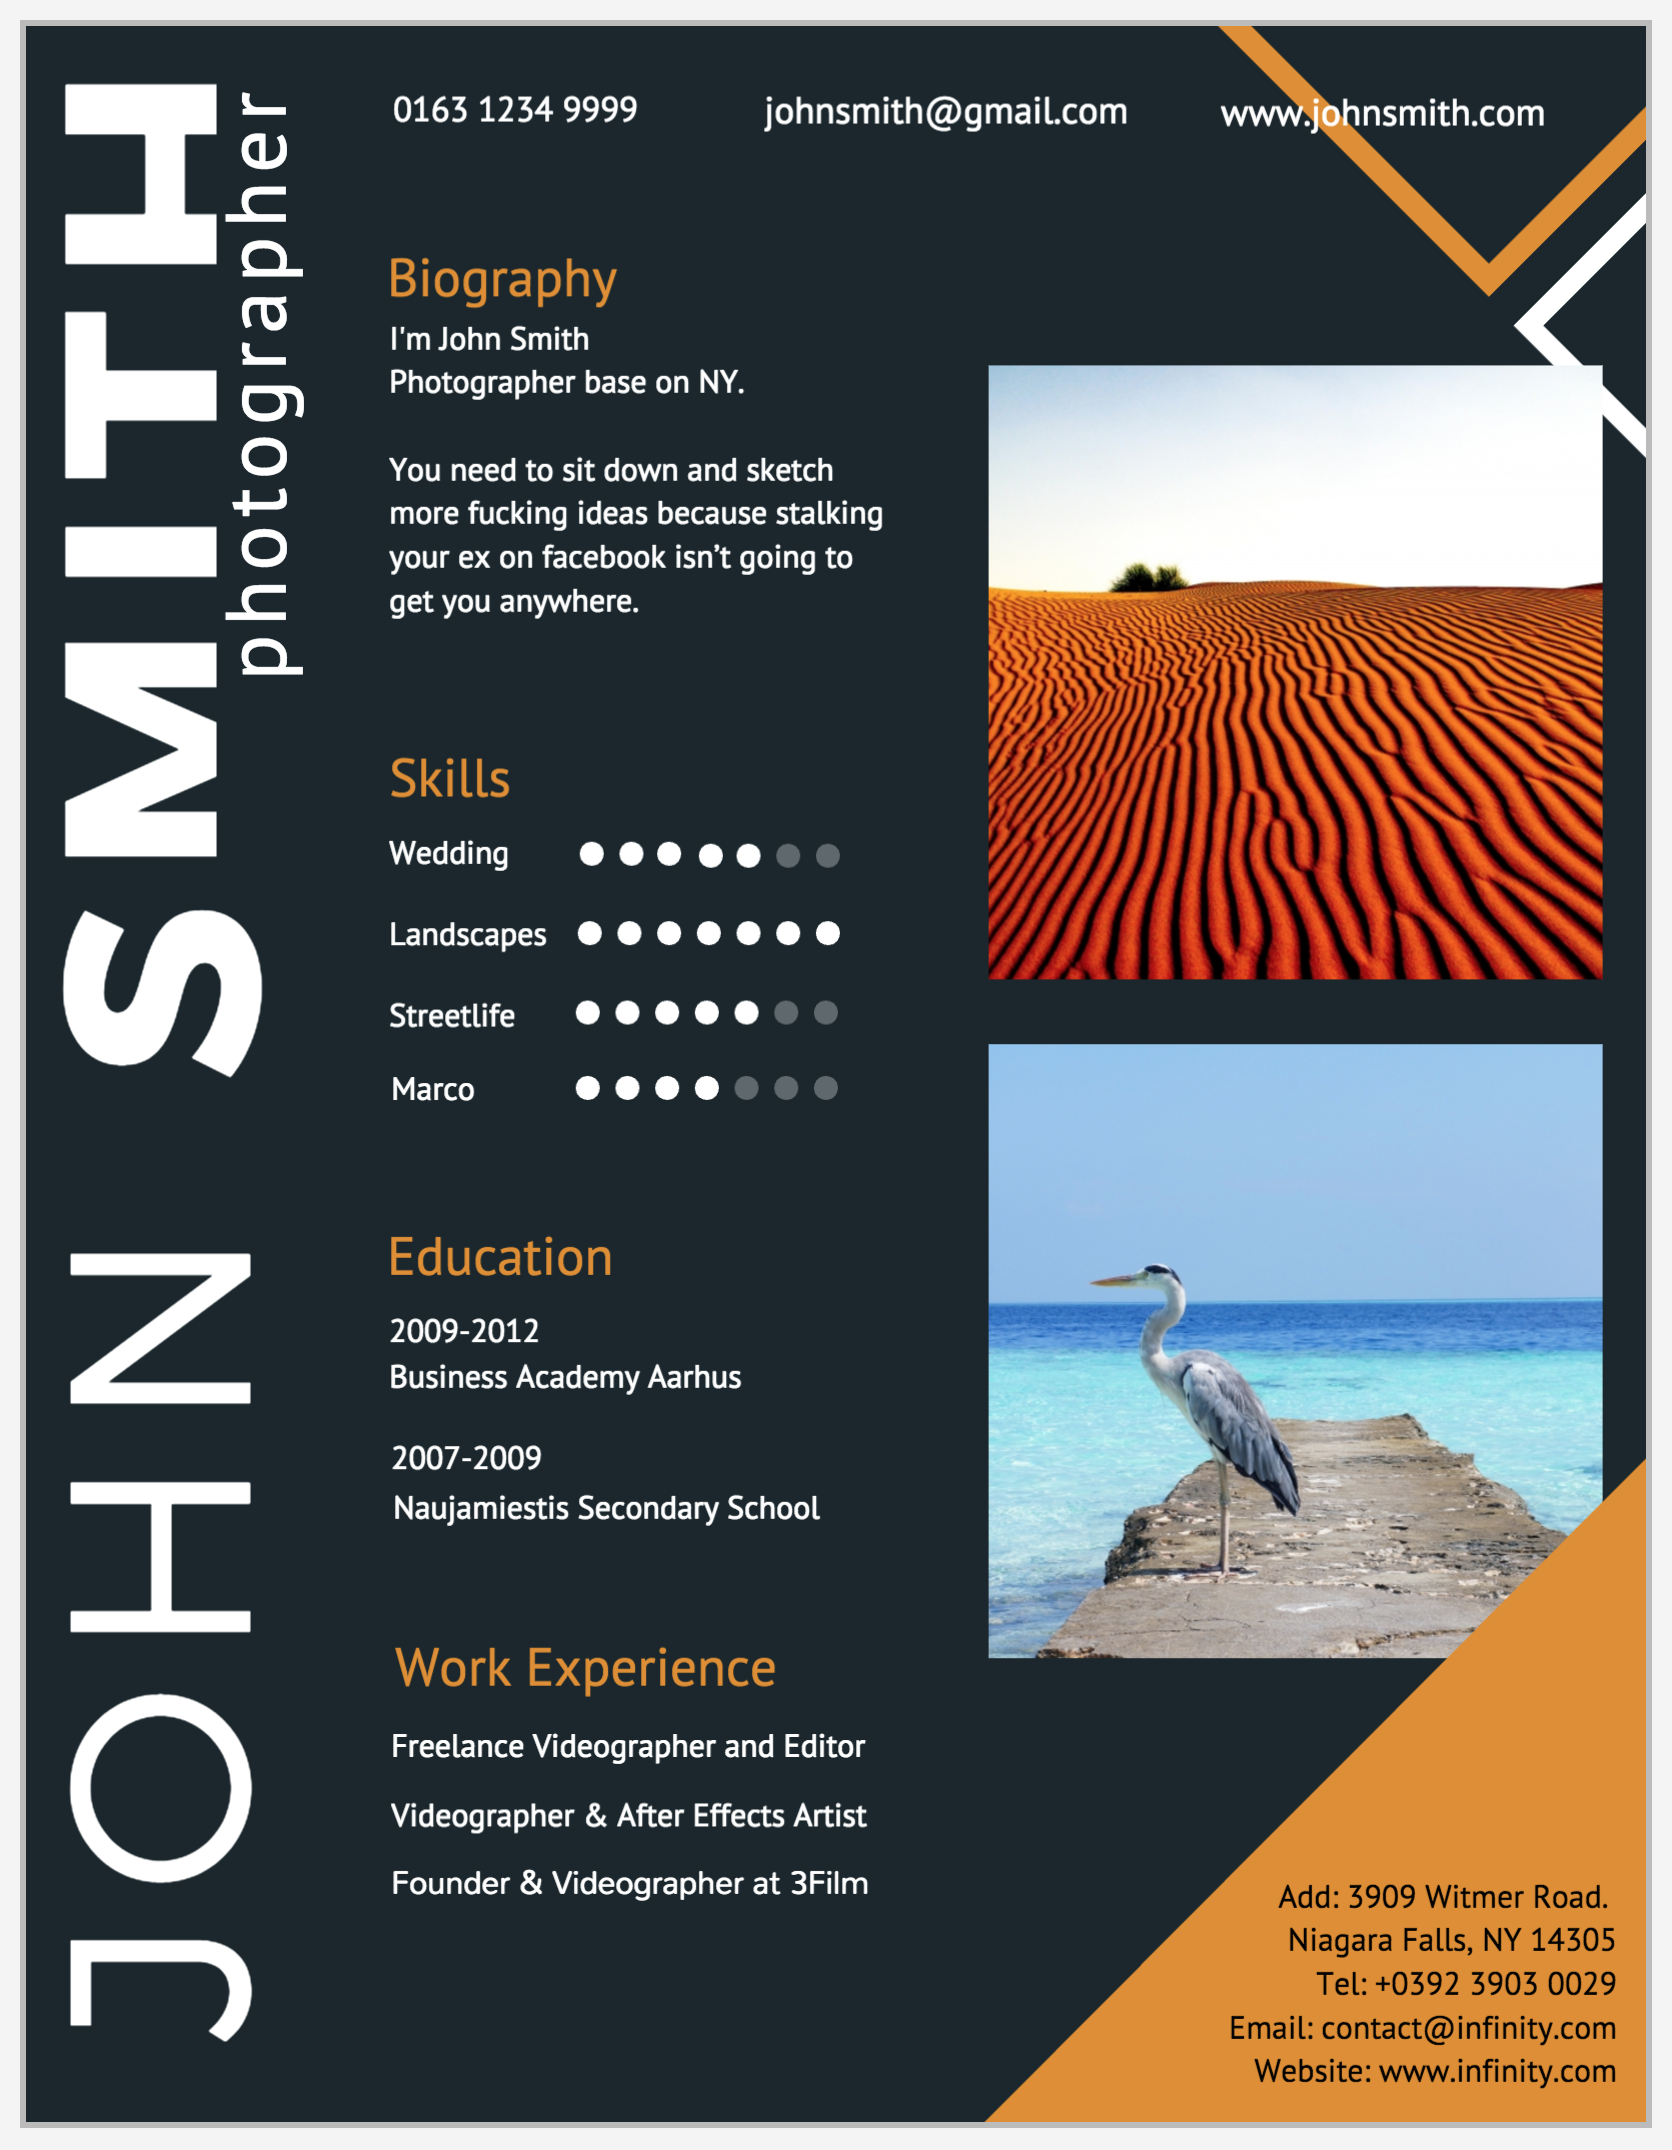 JOHN SMITH
photographer
0163 1234 9999
johnsmith@gmail.com
www.johnsmith.com
Biography
I'm John Smith
Photographer base on NY.
You need to sit down and sketch
more fucking ideas because stalking
your ex on facebook isn’t going to
get you anywhere.
Skills
Wedding
Landscapes
Streetlife
Marco
Education
2009-2012
Business Academy Aarhus
2007-2009
Naujamiestis Secondary School
Work Experience
Freelance Videographer and Editor
Videographer & After Effects Artist
Founder & Videographer at 3Film
Add: 3909 Witmer Road.
Niagara Falls, NY 14305
Tel: +0392 3903 0029
Email: contact@infinity.com
Website: www.infinity.com